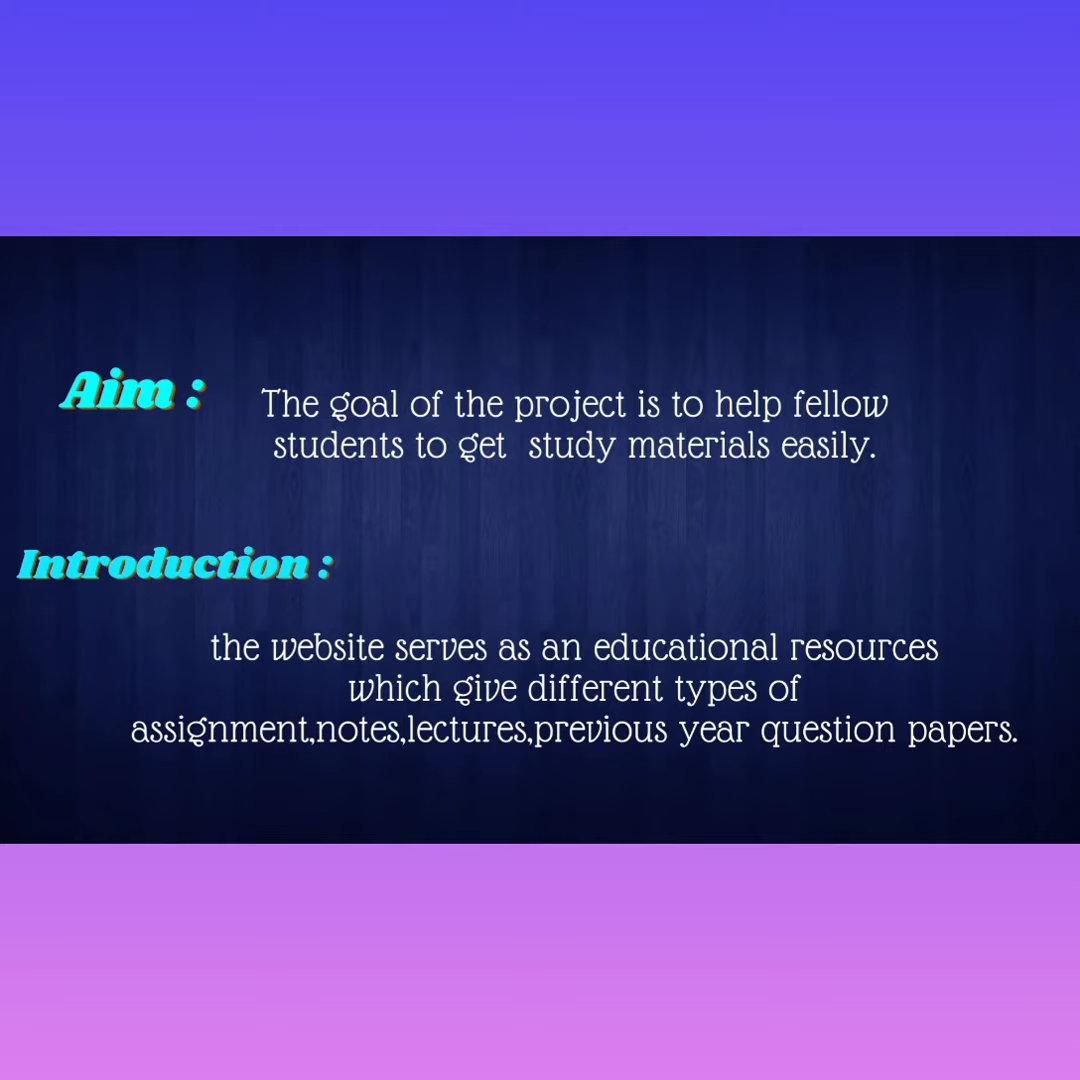 Aim :
The goal of the project is to help fellow
students to get  study materials easily.
Introduction :
the website serves as an educational resources
which give different types of
assignment,notes,lectures,previous year question papers.